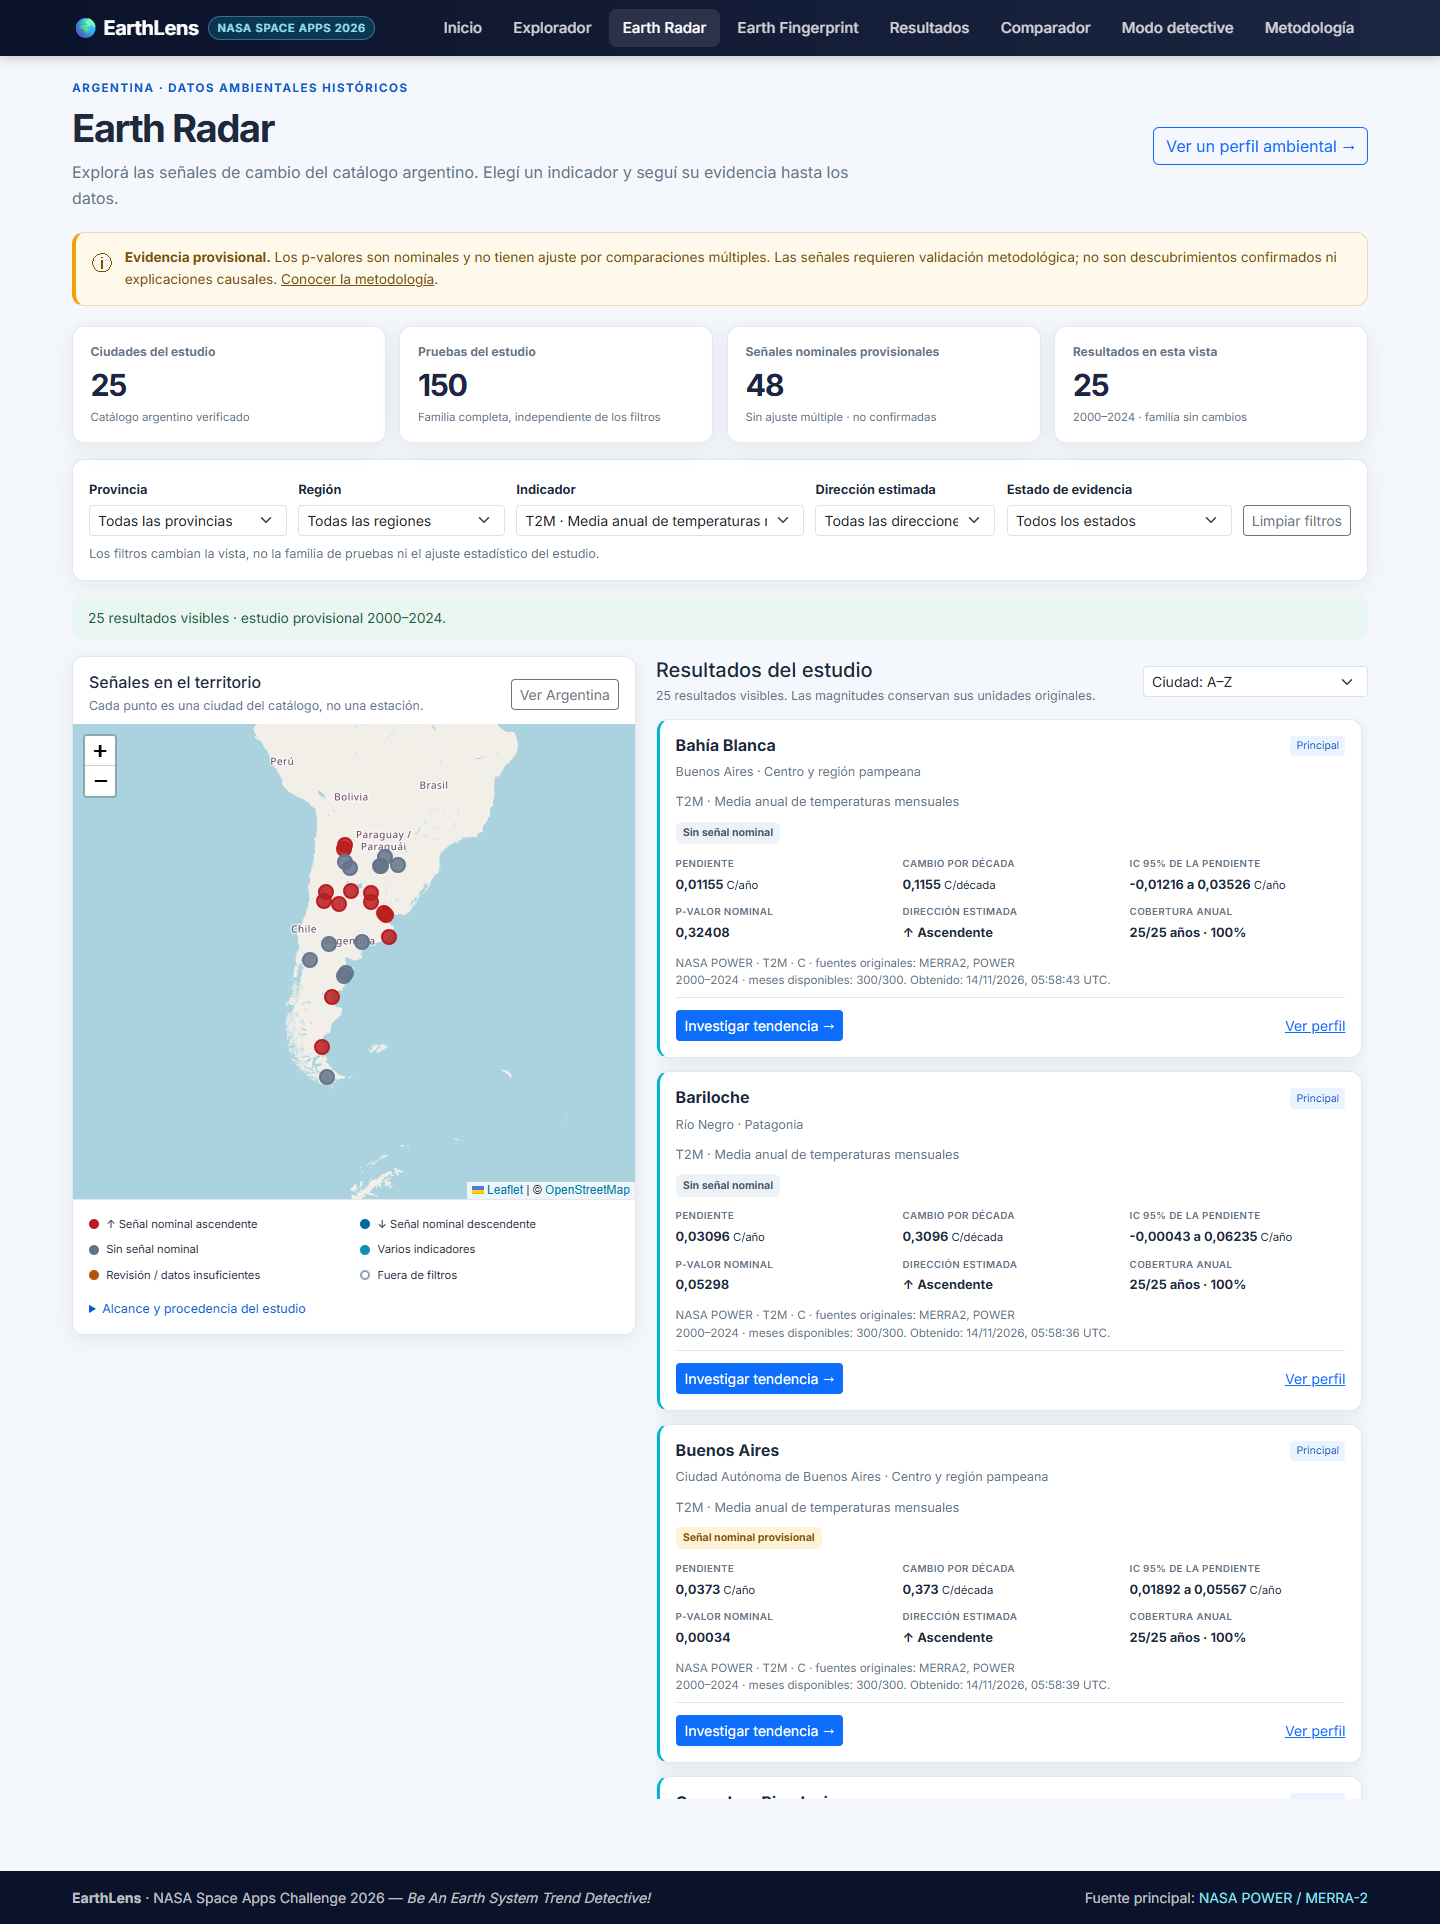 EarthLens NASA SPACE APPS 2026 Inicio Explorador Earth Radar Earth Fingerprint Resultados Comparador Modo detective Metodología
ARGENTINA · DATOS AMBIENTALES HISTÓRICOS
Earth Radar
Ver un perfil ambiental →
Explorá las señales de cambio del catálogo argentino. Elegí un indicador y seguí su evidencia hasta los
datos.
Evidencia provisional. Los p-valores son nominales y no tienen ajuste por comparaciones múltiples. Las señales requieren validación metodológica; no son descubrimientos confirmados ni
explicaciones causales. Conocer la metodología.
Ciudades del estudio
25
Catálogo argentino verificado
Pruebas del estudio
150
Familia completa, independiente de los filtros
Señales nominales provisionales
48
Sin ajuste múltiple · no confirmadas
Resultados en esta vista
25
2000–2024 · familia sin cambios
Provincia
Todas las provincias
Región
Todas las regiones
Indicador
T2M · Media anual de temperaturas
Dirección estimada
Todas las direccione
Estado de evidencia
Todos los estados
Limpiar filtros
Los filtros cambian la vista, no la familia de pruebas ni el ajuste estadístico del estudio.
25 resultados visibles · estudio provisional 2000–2024.
Señales en el territorio
Cada punto es una ciudad del catálogo, no una estación.
Ver Argentina
+
−
Perú
Brasil
Bolivia
Paraguay /
Paraguái
Chile
Argentina
Leaflet | © OpenStreetMap
↑ Señal nominal ascendente
↓ Señal nominal descendente
Sin señal nominal
Varios indicadores
Revisión / datos insuficientes
Fuera de filtros
Alcance y procedencia del estudio
Resultados del estudio
25 resultados visibles. Las magnitudes conservan sus unidades originales.
Ciudad: A–Z
Bahía Blanca
Principal
Buenos Aires · Centro y región pampeana
T2M · Media anual de temperaturas mensuales
Sin señal nominal
PENDIENTE CAMBIO POR DÉCADA IC 95% DE LA PENDIENTE
0,01155 C/año 0,1155 C/década -0,01216 a 0,03526 C/año
P-VALOR NOMINAL DIRECCIÓN ESTIMADA COBERTURA ANUAL
0,32408 ↑ Ascendente 25/25 años · 100%
NASA POWER · T2M · C · fuentes originales: MERRA2, POWER
2000–2024 · meses disponibles: 300/300. Obtenido: 14/11/2026, 05:58:43 UTC.
Investigar tendencia → Ver perfil
Bariloche
Principal
Río Negro · Patagonia
T2M · Media anual de temperaturas mensuales
Sin señal nominal
PENDIENTE CAMBIO POR DÉCADA IC 95% DE LA PENDIENTE
0,03096 C/año 0,3096 C/década -0,00043 a 0,06235 C/año
P-VALOR NOMINAL DIRECCIÓN ESTIMADA COBERTURA ANUAL
0,05298 ↑ Ascendente 25/25 años · 100%
NASA POWER · T2M · C · fuentes originales: MERRA2, POWER
2000–2024 · meses disponibles: 300/300. Obtenido: 14/11/2026, 05:58:36 UTC.
Investigar tendencia → Ver perfil
Buenos Aires
Principal
Ciudad Autónoma de Buenos Aires · Centro y región pampeana
T2M · Media anual de temperaturas mensuales
Señal nominal provisional
PENDIENTE CAMBIO POR DÉCADA IC 95% DE LA PENDIENTE
0,0373 C/año 0,373 C/década 0,01892 a 0,05567 C/año
P-VALOR NOMINAL DIRECCIÓN ESTIMADA COBERTURA ANUAL
0,00034 ↑ Ascendente 25/25 años · 100%
NASA POWER · T2M · C · fuentes originales: MERRA2, POWER
2000–2024 · meses disponibles: 300/300. Obtenido: 14/11/2026, 05:58:39 UTC.
Investigar tendencia → Ver perfil
EarthLens · NASA Space Apps Challenge 2026 — Be An Earth System Trend Detective!
Fuente principal: NASA POWER / MERRA-2